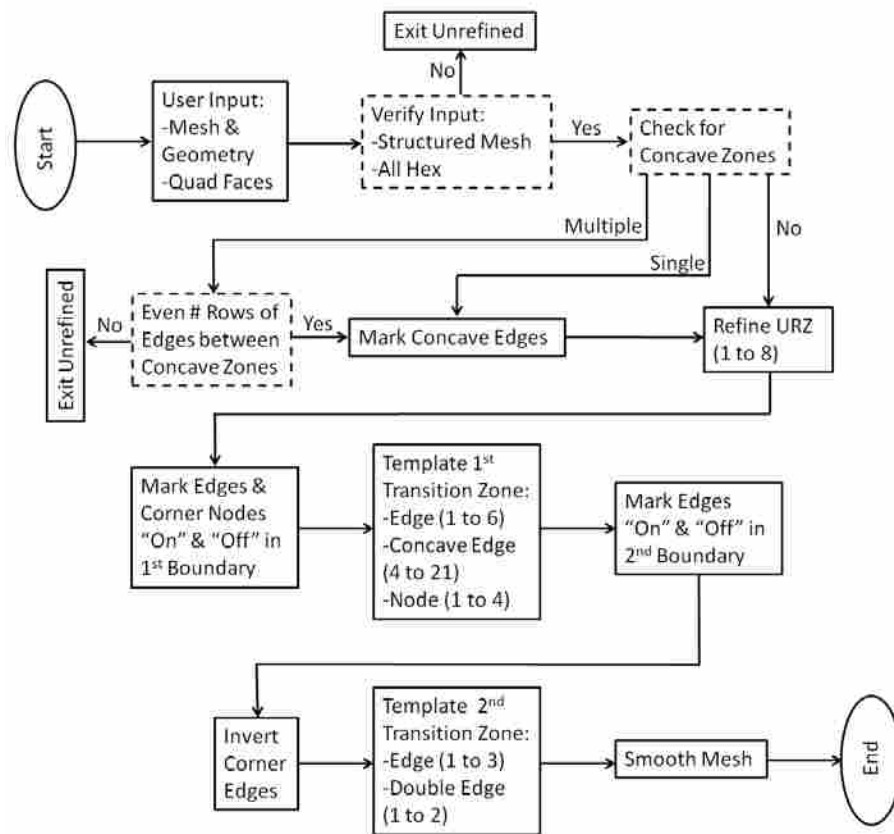 Exit Unrefined
No
Start
User Input:
-Mesh &
Geometry
-Quad Faces
Verify Input:
-Structured Mesh
-All Hex
Yes
Check for
Concave Zones
Multiple
Single
No
Exit Unrefined
No
Even # Rows of
Edges between
Concave Zones
Yes
Mark Concave Edges
Refine URZ
(1 to 8)
Mark Edges &
Corner Nodes
“On” & “Off” in
1st Boundary
Template 1st
Transition Zone:
-Edge (1 to 6)
-Concave Edge
(4 to 21)
-Node (1 to 4)
Mark Edges
“On” & “Off” in
2nd Boundary
Invert
Corner
Edges
Template 2nd
Transition Zone:
-Edge (1 to 3)
-Double Edge
(1 to 2)
Smooth Mesh
End